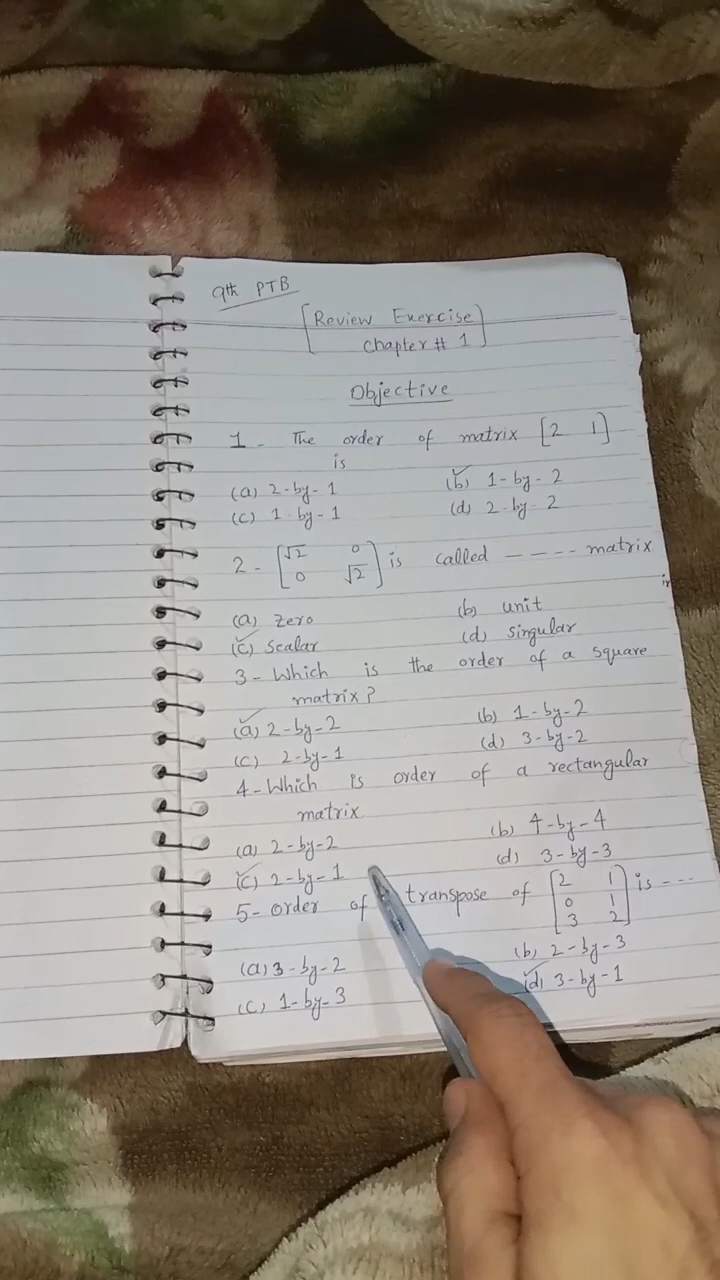 9th PTB
[Review Exercise
Chapter # 1]
Objective
1 - The order of matrix [2 1]
is
(a) 2-by-1 (b) 1-by-2
(c) 1-by-1 (d) 2-by-2
2 - [√2 0
0 √2] is called ---- matrix
(a) zero (b) unit
(c) Scalar (d) singular
3 - Which is the order of a square
matrix?
(a) 2-by-2 (b) 1-by-2
(c) 2-by-1 (d) 3-by-2
4 - Which is order of a rectangular
matrix
(a) 2-by-2 (b) 4-by-4
(c) 2-by-1 (d) 3-by-3
5 - order of transpose of [2 1
0 1
3 2] is ---
(a) 3-by-2 (b) 2-by-3
(c) 1-by-3 (d) 3-by-1